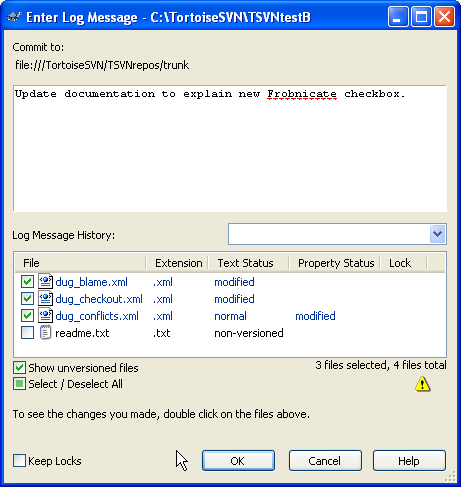 Enter Log Message - C:\TortoiseSVN\TSVNtestB
Commit to:
file:///TortoiseSVN/TSVNrepos/trunk
Update documentation to explain new Frobnicate checkbox.
Log Message History:
File Extension Text Status Property Status Lock
dug_blame.xml .xml modified
dug_checkout.xml .xml modified
dug_conflicts.xml .xml normal modified
readme.txt .txt non-versioned
Show unversioned files 3 files selected, 4 files total
Select / Deselect All
To see the changes you made, double click on the files above.
Keep Locks OK Cancel Help